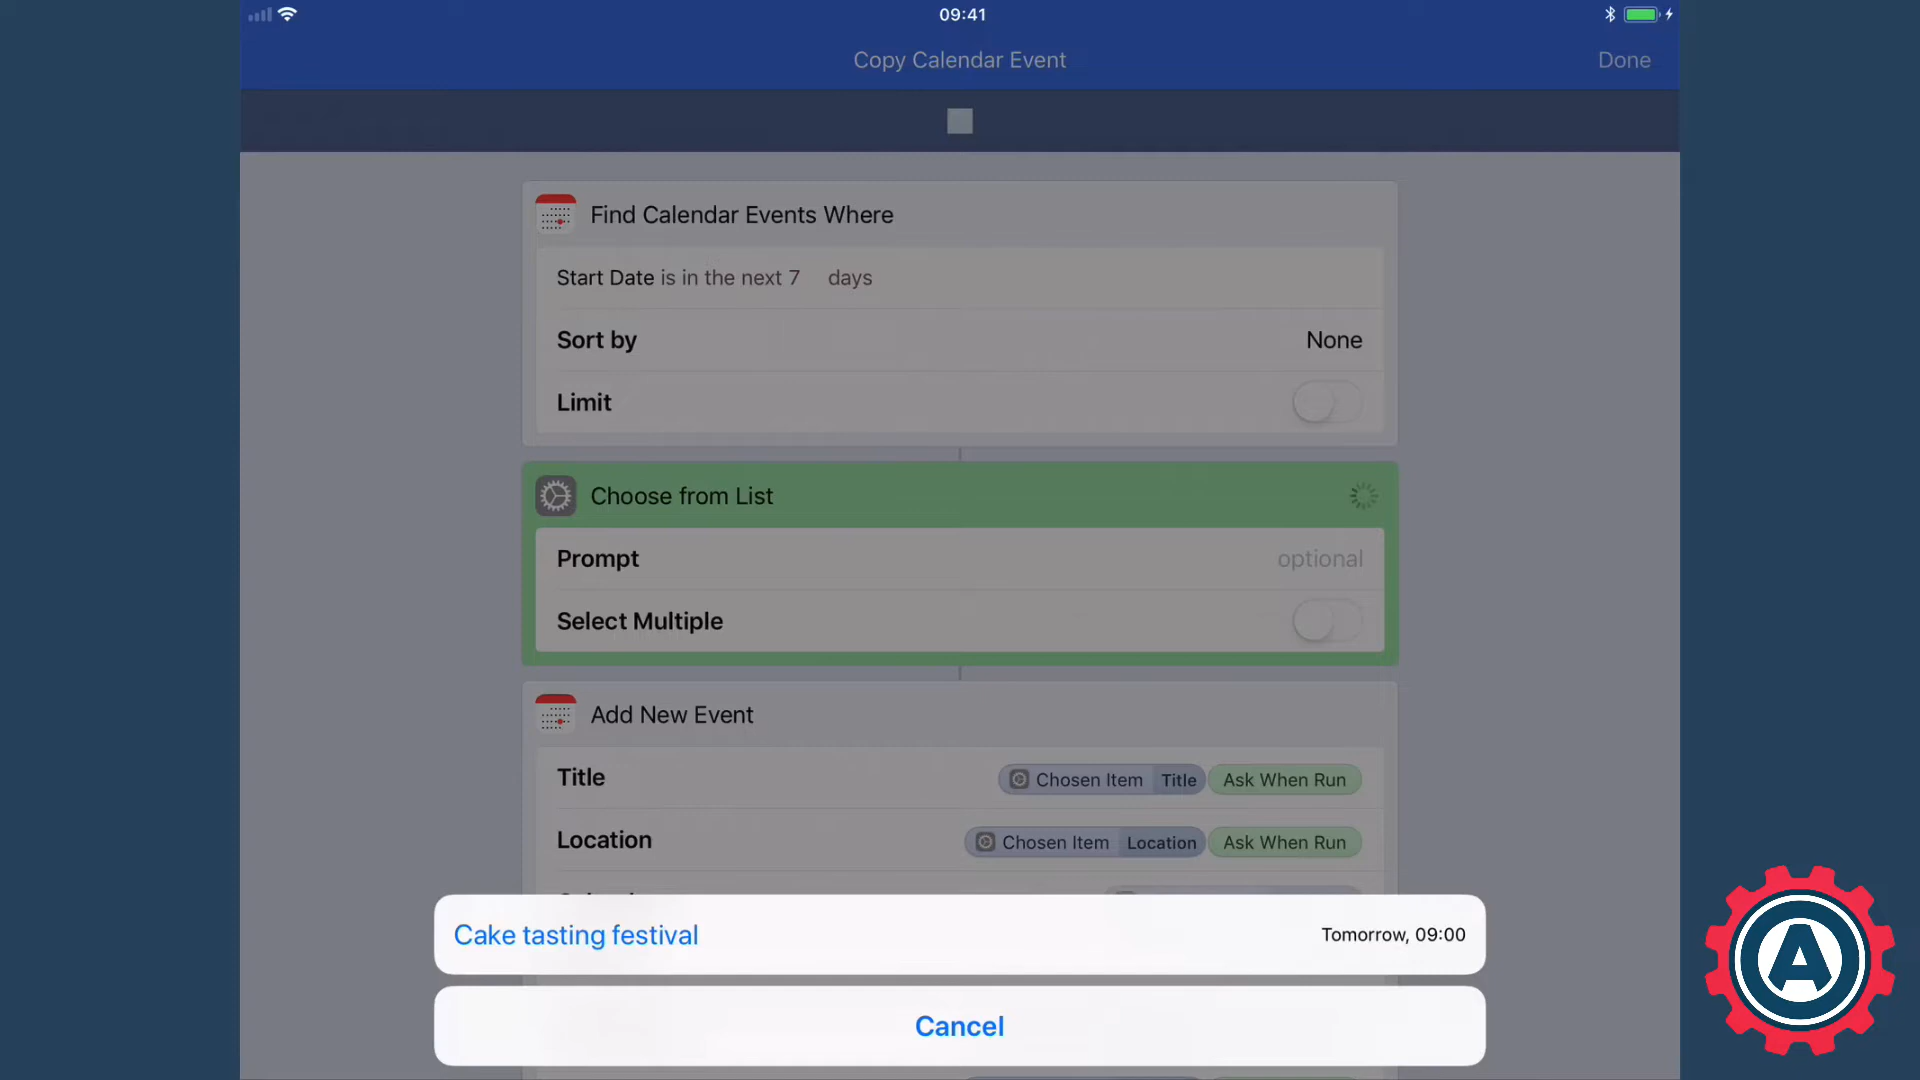 09:41
Copy Calendar Event
Done
Find Calendar Events Where
Start Date is in the next 7 days
Sort by None
Limit
Choose from List
Prompt optional
Select Multiple
Add New Event
Title Chosen Item Title Ask When Run
Location Chosen Item Location Ask When Run
Cake tasting festival Tomorrow, 09:00
Cancel
A